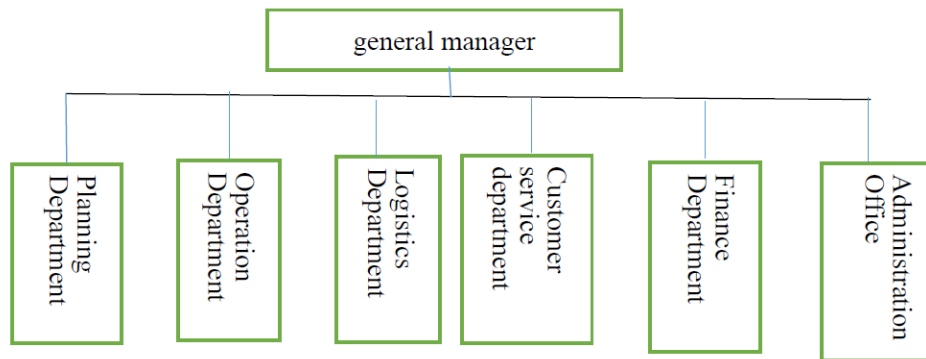 general manager
Planning
Department
Operation
Department
Logistics
Department
Customer
service
department
Finance
Department
Administration
Office